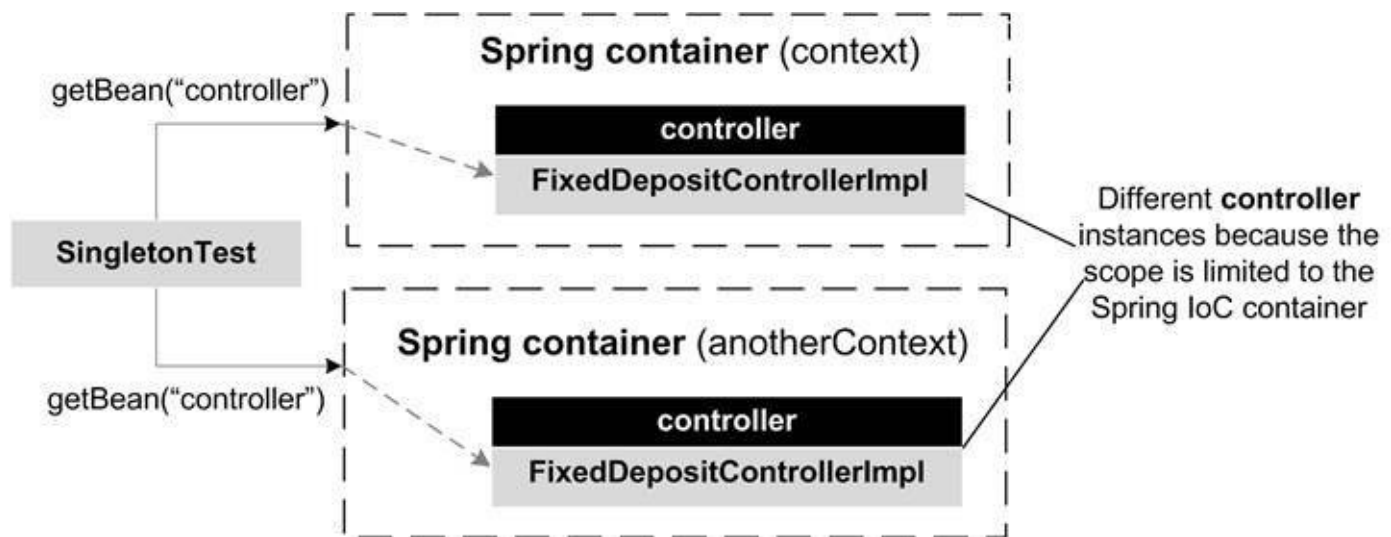 Spring container (context)
getBean(“controller”)
controller
FixedDepositControllerImpl
SingletonTest
Different controller
instances because the
scope is limited to the
Spring IoC container
Spring container (anotherContext)
getBean(“controller”)
controller
FixedDepositControllerImpl